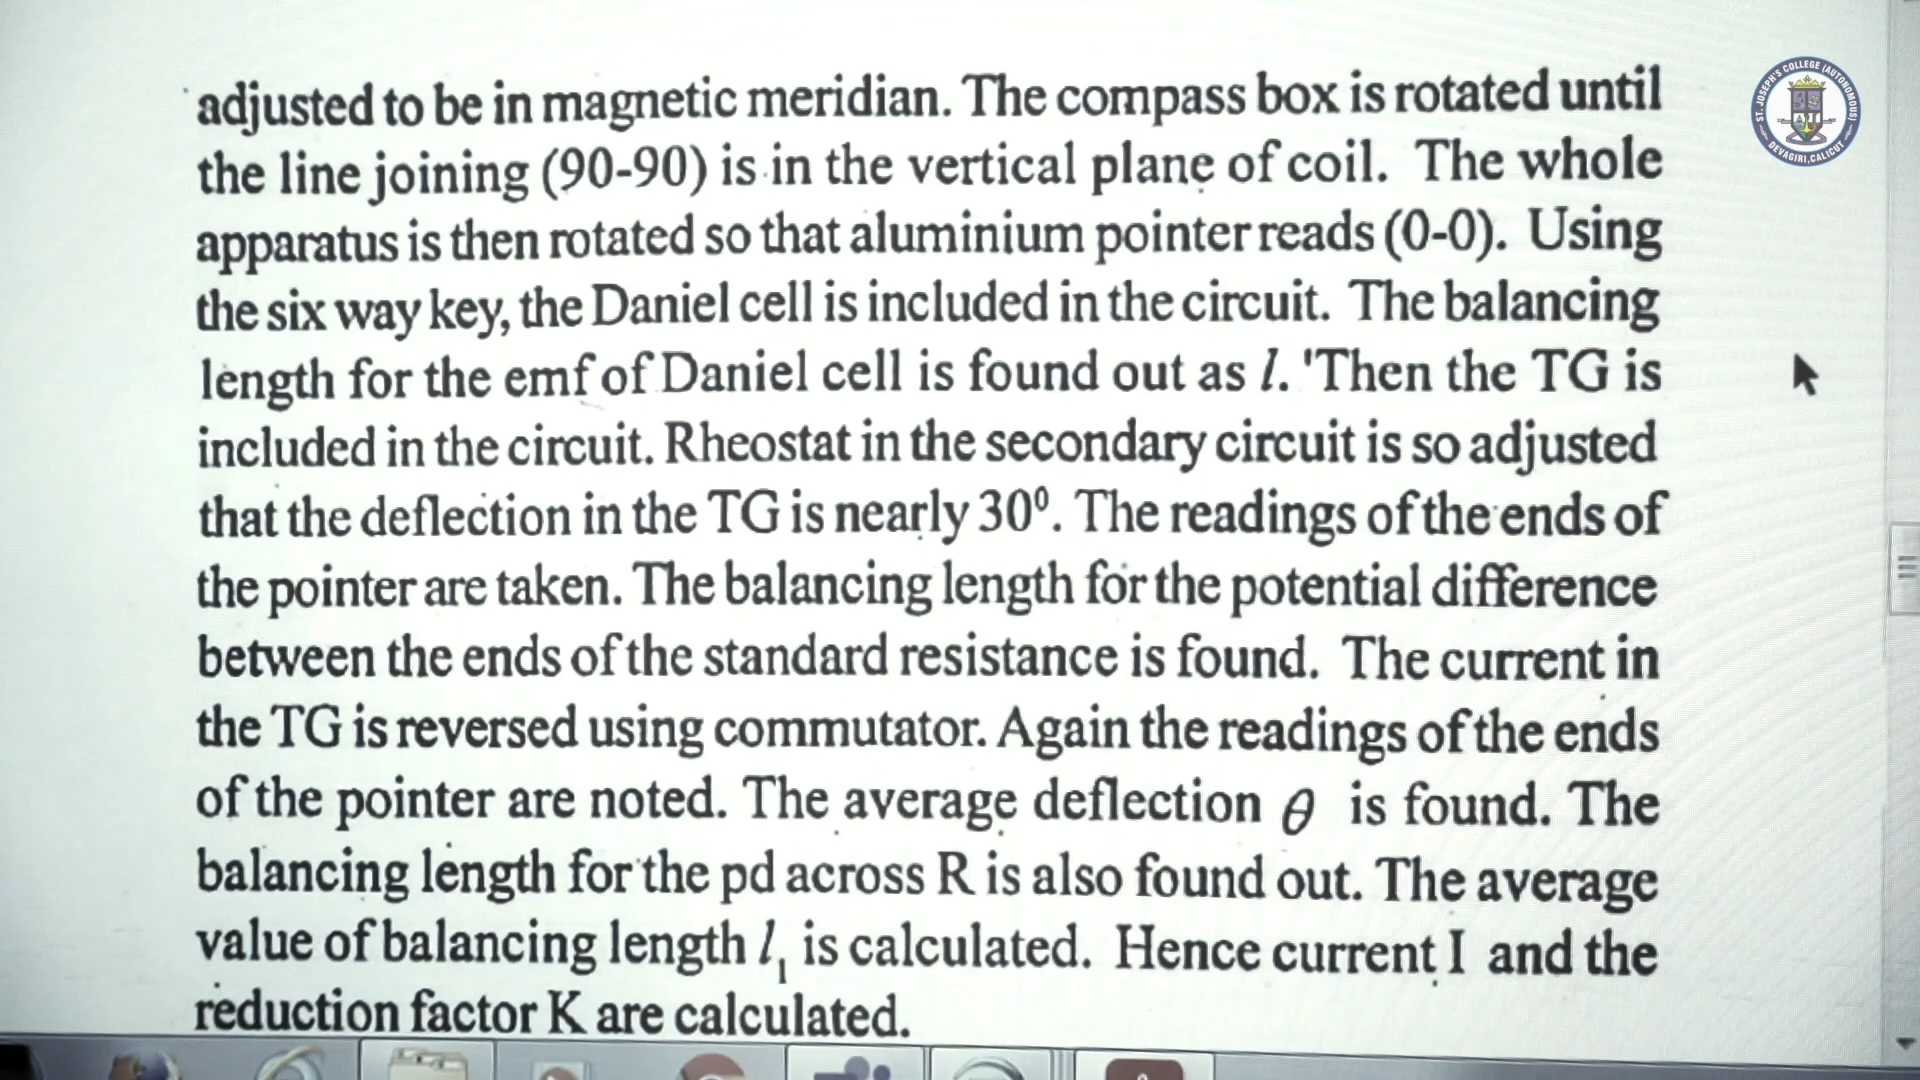 adjusted to be in magnetic meridian. The compass box is rotated until
the line joining (90-90) is in the vertical plane of coil. The whole
apparatus is then rotated so that aluminium pointer reads (0-0). Using
the six way key, the Daniel cell is included in the circuit. The balancing
length for the emf of Daniel cell is found out as l. 'Then the TG is
included in the circuit. Rheostat in the secondary circuit is so adjusted
that the deflection in the TG is nearly 30⁰. The readings of the ends of
the pointer are taken. The balancing length for the potential difference
between the ends of the standard resistance is found. The current in
the TG is reversed using commutator. Again the readings of the ends
of the pointer are noted. The average deflection θ is found. The
balancing length for the pd across R is also found out. The average
value of balancing length l₁ is calculated. Hence current I and the
reduction factor K are calculated.
ST. JOSEPH'S COLLEGE (AUTONOMOUS)
DEVAGIRI, CALICUT